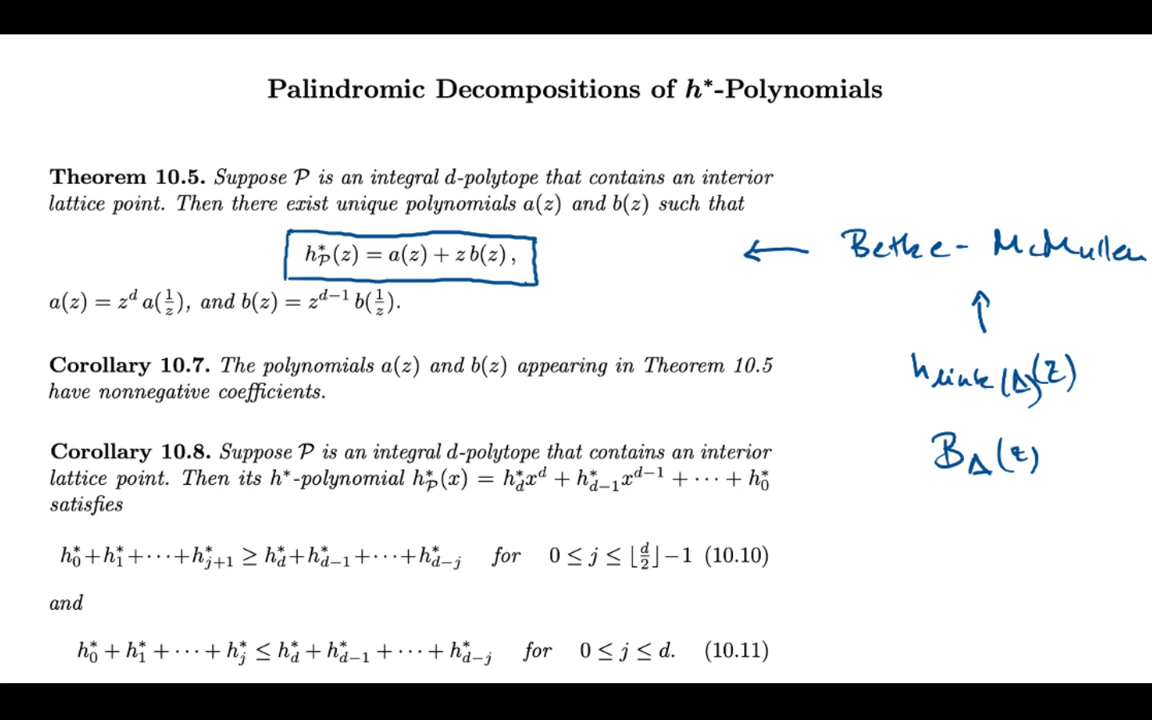 Palindromic Decompositions of h*-Polynomials
Theorem 10.5. Suppose P is an integral d-polytope that contains an interior
lattice point. Then there exist unique polynomials a(z) and b(z) such that
h*_P(z) = a(z) + z b(z) ,
← Betke - McMullen
a(z) = z^d a(1/z), and b(z) = z^{d−1} b(1/z).
↑
Corollary 10.7. The polynomials a(z) and b(z) appearing in Theorem 10.5
have nonnegative coefficients.
h_{link(Δ)}(z)
Corollary 10.8. Suppose P is an integral d-polytope that contains an interior
lattice point. Then its h*-polynomial h*_P(x) = h*_d x^d + h*_{d−1} x^{d−1} + ··· + h*_0
satisfies
B_Δ(z)
h*_0 + h*_1 + ··· + h*_{j+1} ≥ h*_d + h*_{d−1} + ··· + h*_{d−j} for 0 ≤ j ≤ ⌊d/2⌋ − 1 (10.10)
and
h*_0 + h*_1 + ··· + h*_j ≤ h*_d + h*_{d−1} + ··· + h*_{d−j} for 0 ≤ j ≤ d. (10.11)